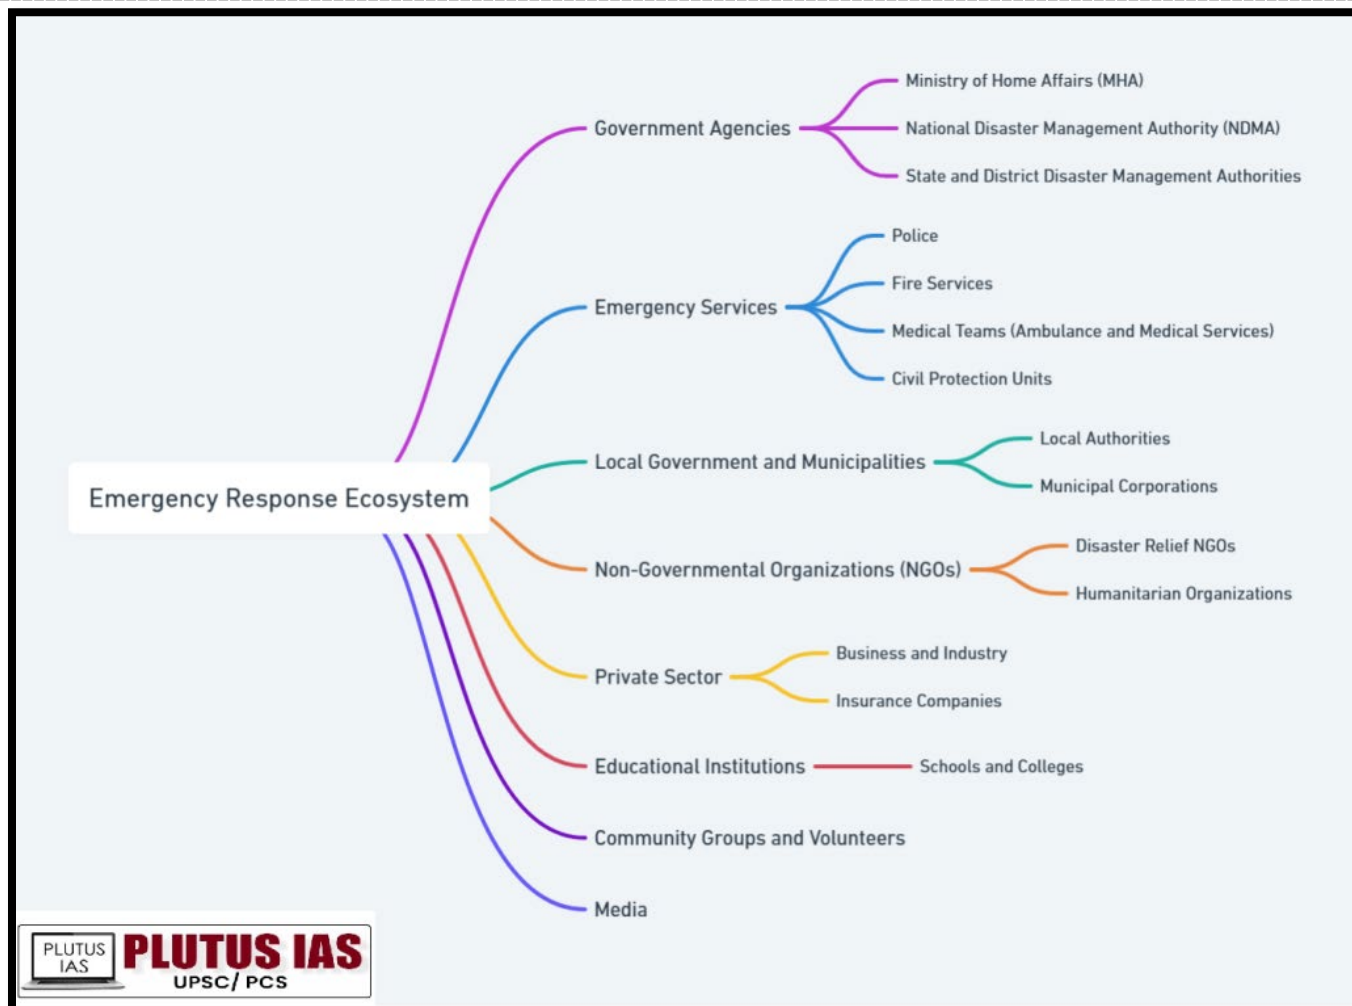 Emergency Response Ecosystem
Government Agencies
Ministry of Home Affairs (MHA)
National Disaster Management Authority (NDMA)
State and District Disaster Management Authorities
Emergency Services
Police
Fire Services
Medical Teams (Ambulance and Medical Services)
Civil Protection Units
Local Government and Municipalities
Local Authorities
Municipal Corporations
Non-Governmental Organizations (NGOs)
Disaster Relief NGOs
Humanitarian Organizations
Private Sector
Business and Industry
Insurance Companies
Educational Institutions
Schools and Colleges
Community Groups and Volunteers
Media
PLUTUS
IAS
PLUTUS IAS
UPSC/ PCS